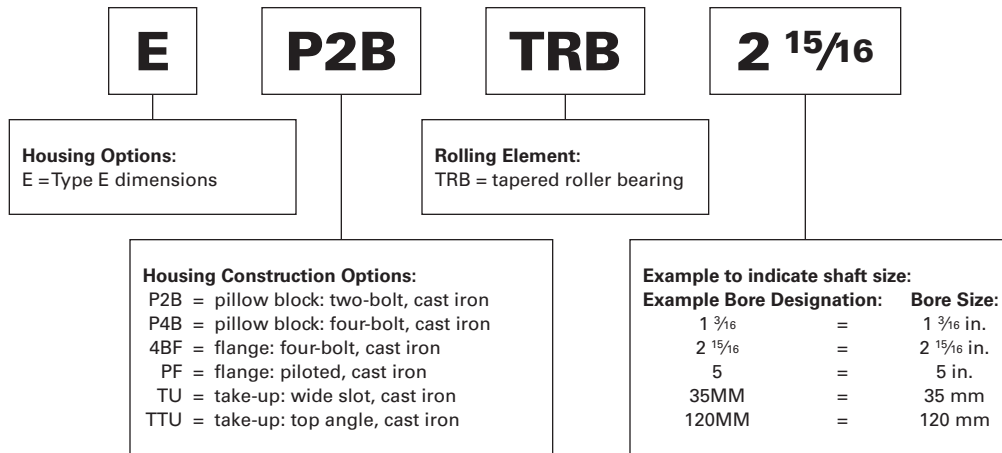 E P2B TRB 2 15/16
Housing Options:
E =Type E dimensions
Rolling Element:
TRB = tapered roller bearing
Housing Construction Options:
P2B = pillow block: two-bolt, cast iron
P4B = pillow block: four-bolt, cast iron
4BF = flange: four-bolt, cast iron
PF = flange: piloted, cast iron
TU = take-up: wide slot, cast iron
TTU = take-up: top angle, cast iron
Example to indicate shaft size:
Example Bore Designation: Bore Size:
1 3/16 = 1 3/16 in.
2 15/16 = 2 15/16 in.
5 = 5 in.
35MM = 35 mm
120MM = 120 mm